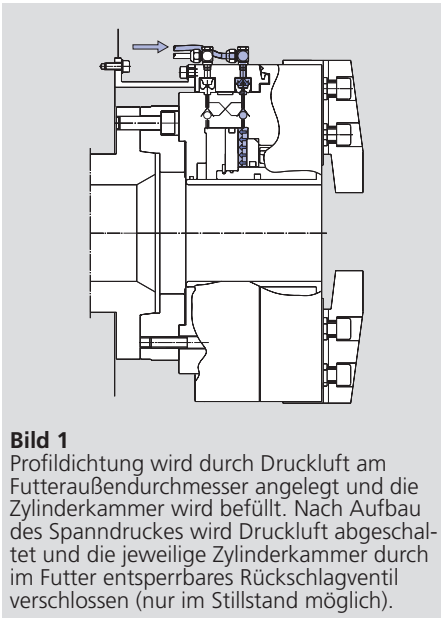 Bild 1
Profildichtung wird durch Druckluft am
Futteraußendurchmesser angelegt und die
Zylinderkammer wird befüllt. Nach Aufbau
des Spanndruckes wird Druckluft abgeschal-
tet und die jeweilige Zylinderkammer durch
im Futter entsperrbares Rückschlagventil
verschlossen (nur im Stillstand möglich).